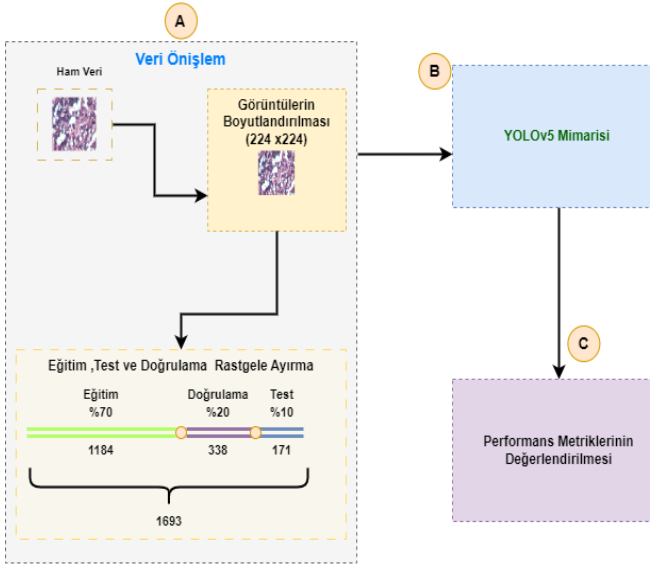 A
Veri Önişlem
Ham Veri
Görüntülerin
Boyutlandırılması
(224 x224)
B
YOLOv5 Mimarisi
Eğitim ,Test ve Doğrulama Rastgele Ayırma
Eğitim Doğrulama Test
%70 %20 %10
1184 338 171
1693
C
Performans Metriklerinin
Değerlendirilmesi